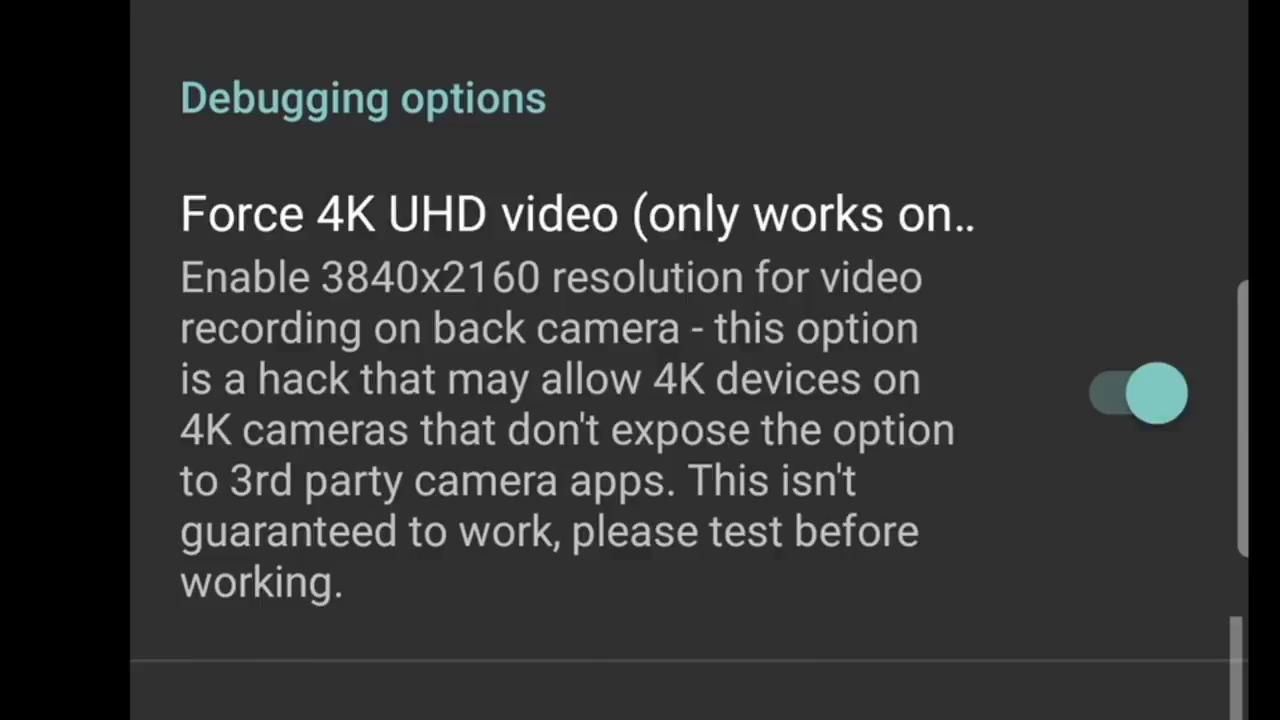 Debugging options
Force 4K UHD video (only works on..
Enable 3840x2160 resolution for video
recording on back camera - this option
is a hack that may allow 4K devices on
4K cameras that don't expose the option
to 3rd party camera apps. This isn't
guaranteed to work, please test before
working.